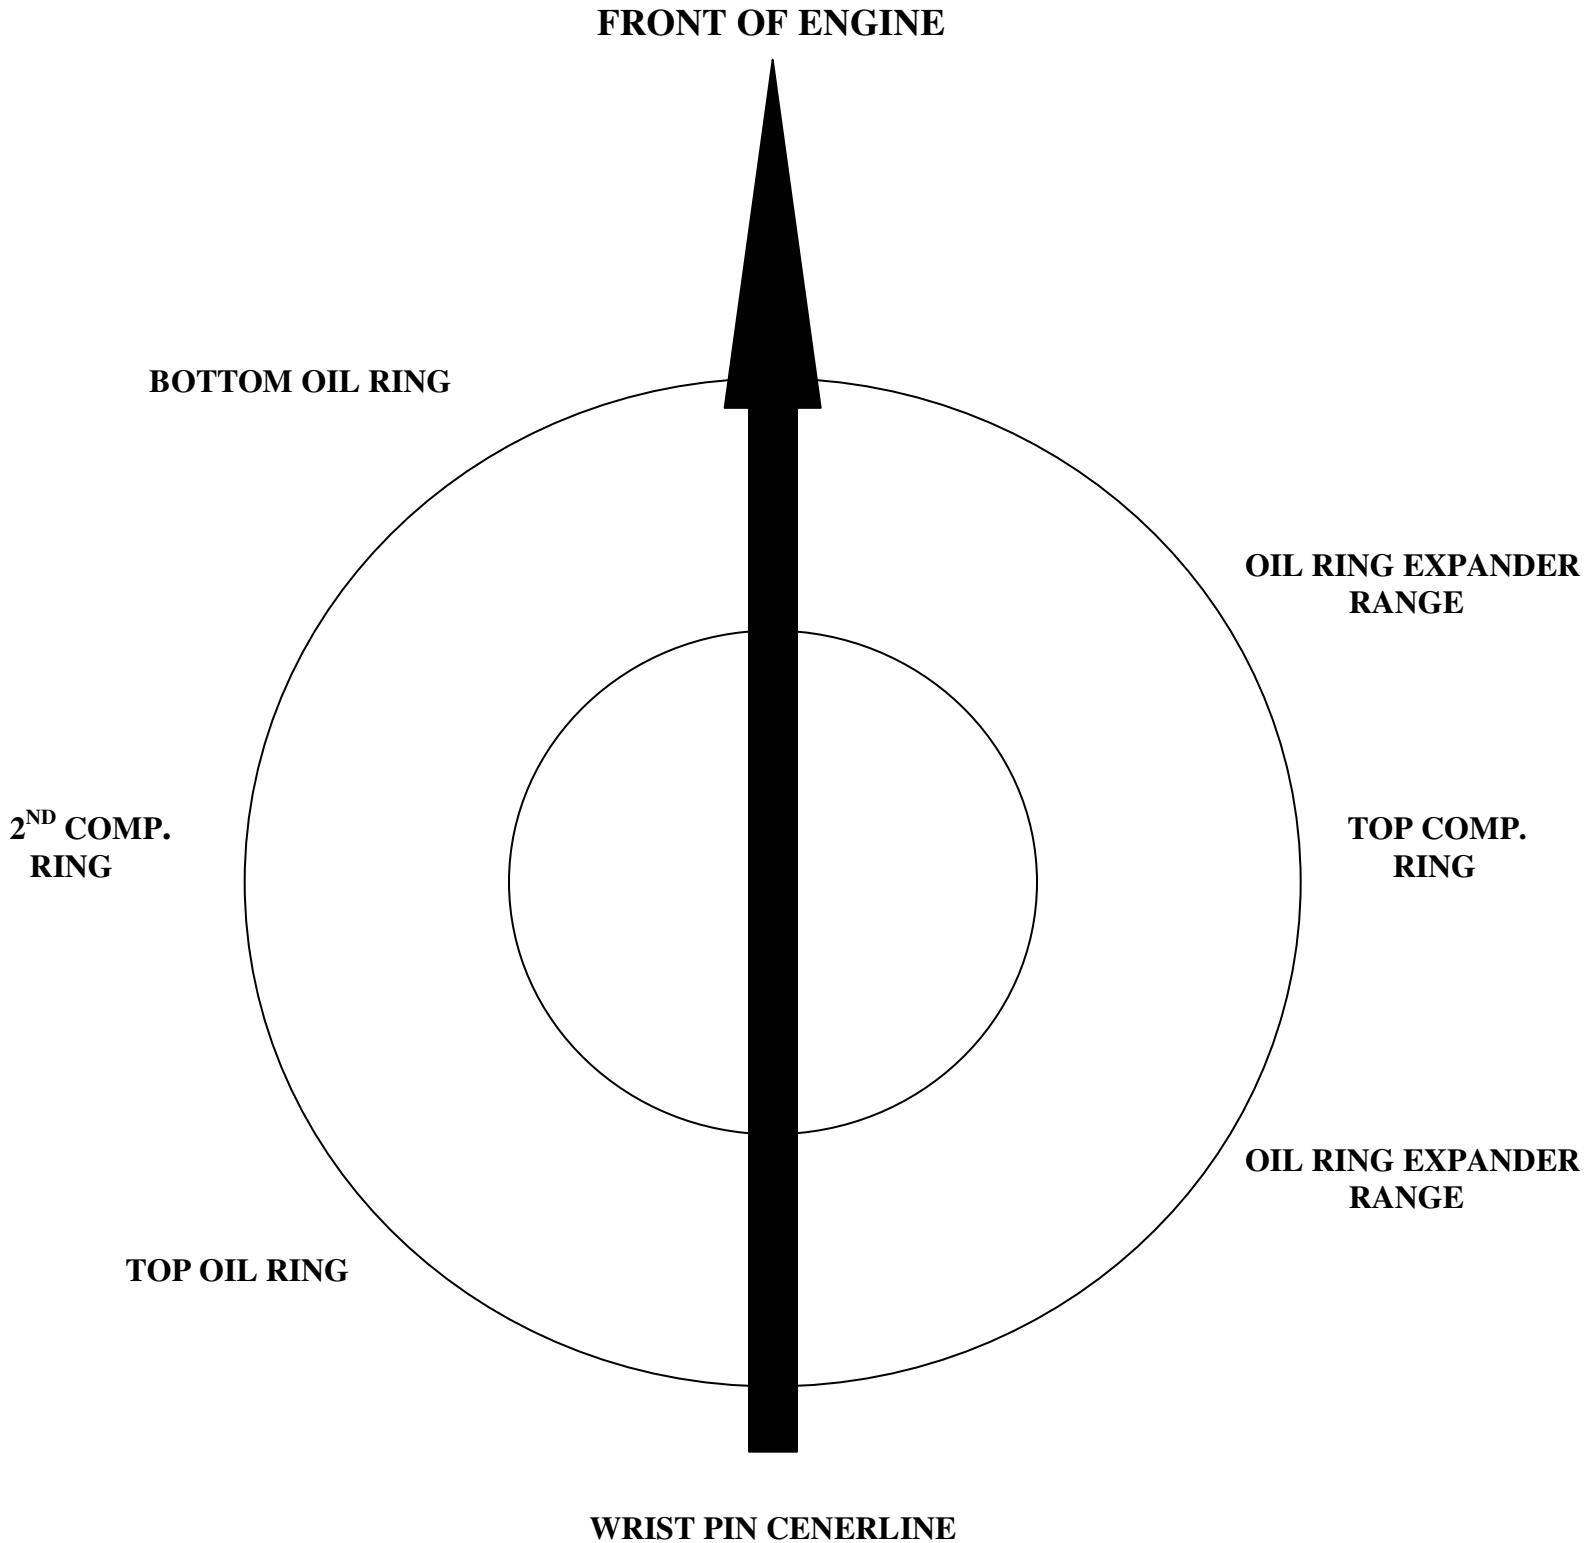 FRONT OF ENGINE
BOTTOM OIL RING
OIL RING EXPANDER
RANGE
2ND COMP.
RING
TOP COMP.
RING
OIL RING EXPANDER
RANGE
TOP OIL RING
WRIST PIN CENERLINE